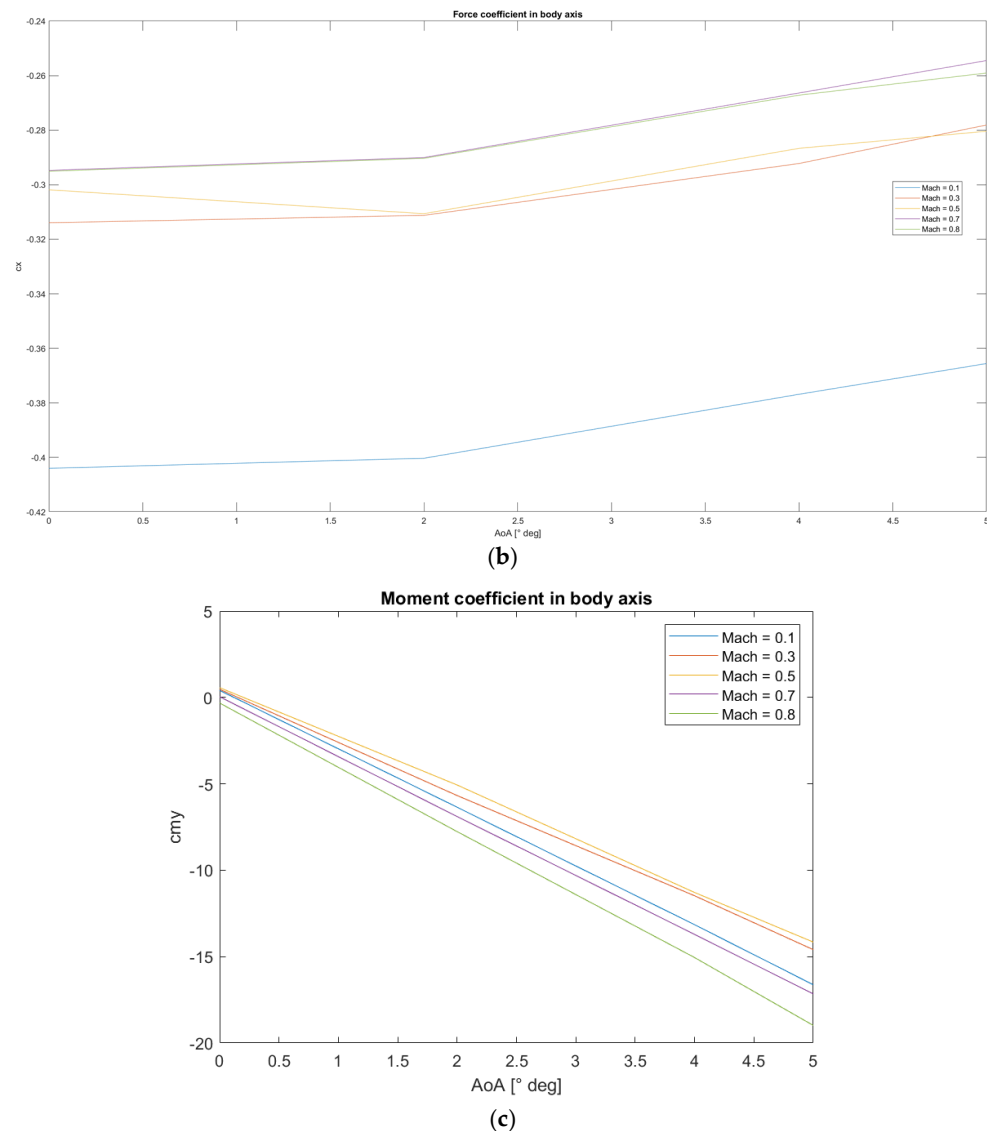 Force coefficient in body axis
-0.24
-0.26
-0.28
-0.3
-0.32
-0.34
-0.36
-0.38
-0.4
-0.42
cx
Mach = 0.1
Mach = 0.3
Mach = 0.5
Mach = 0.7
Mach = 0.8
0 0.5 1 1.5 2 2.5 3 3.5 4 4.5 5
AoA [° deg]
(b)
Moment coefficient in body axis
5
0
-5
-10
-15
-20
cmy
Mach = 0.1
Mach = 0.3
Mach = 0.5
Mach = 0.7
Mach = 0.8
0 0.5 1 1.5 2 2.5 3 3.5 4 4.5 5
AoA [° deg]
(c)